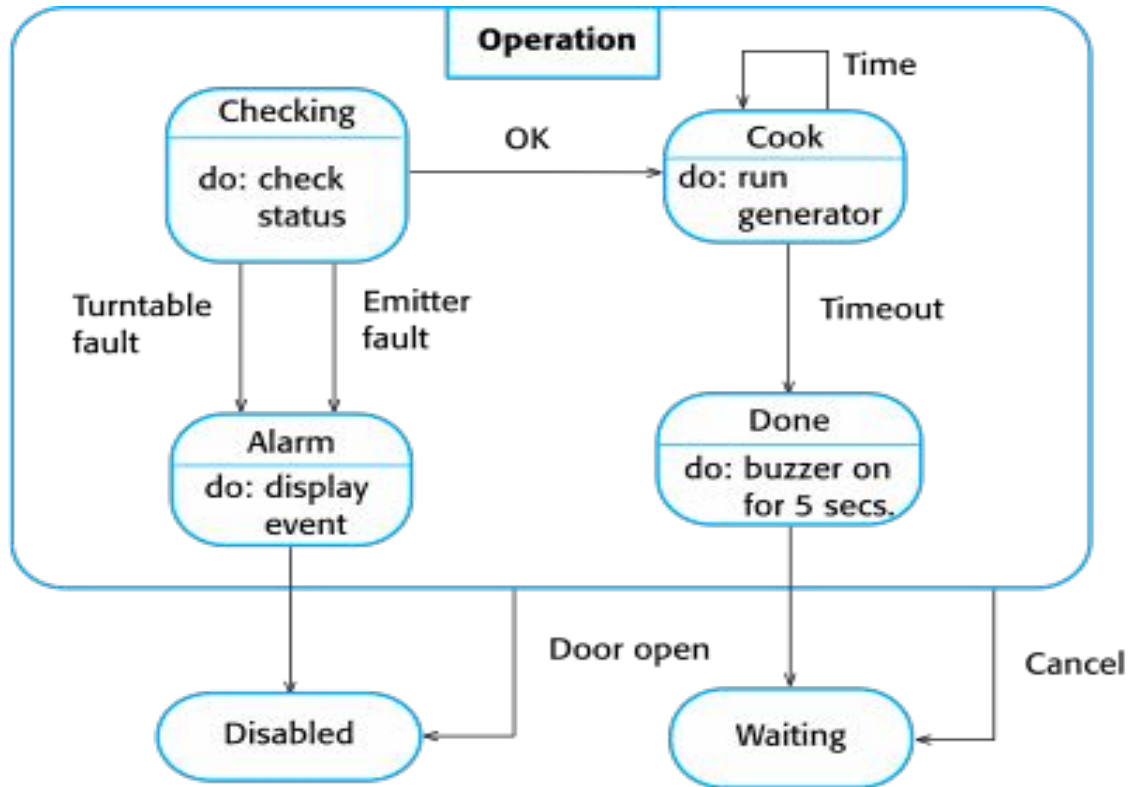 Operation
Checking
do: check
status
OK
Time
Cook
do: run
generator
Turntable
fault
Emitter
fault
Timeout
Alarm
do: display
event
Done
do: buzzer on
for 5 secs.
Door open
Cancel
Disabled
Waiting